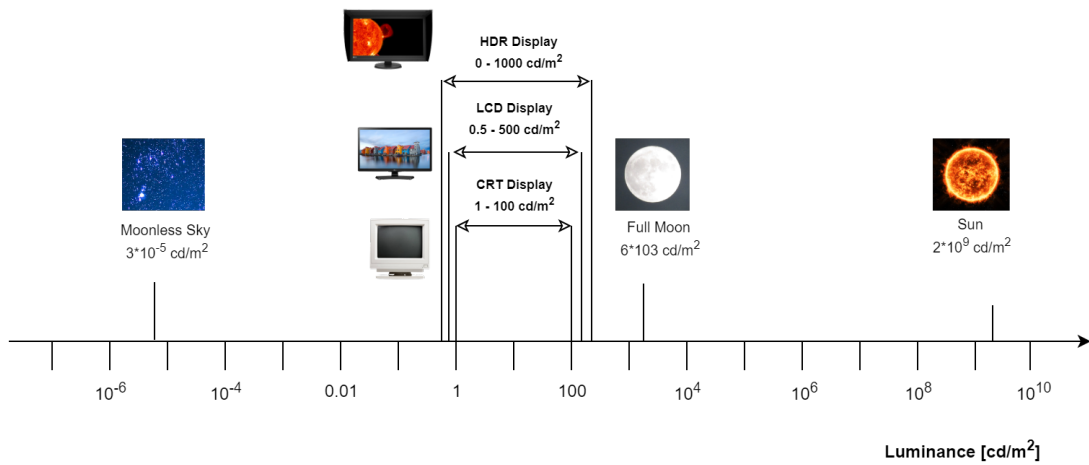 HDR Display
0 - 1000 cd/m²
LCD Display
0.5 - 500 cd/m²
CRT Display
1 - 100 cd/m²
Moonless Sky
3*10⁻⁵ cd/m²
Full Moon
6*103 cd/m²
Sun
2*10⁹ cd/m²
10⁻⁶ 10⁻⁴ 0.01 1 100 10⁴ 10⁶ 10⁸ 10¹⁰
Luminance [cd/m²]